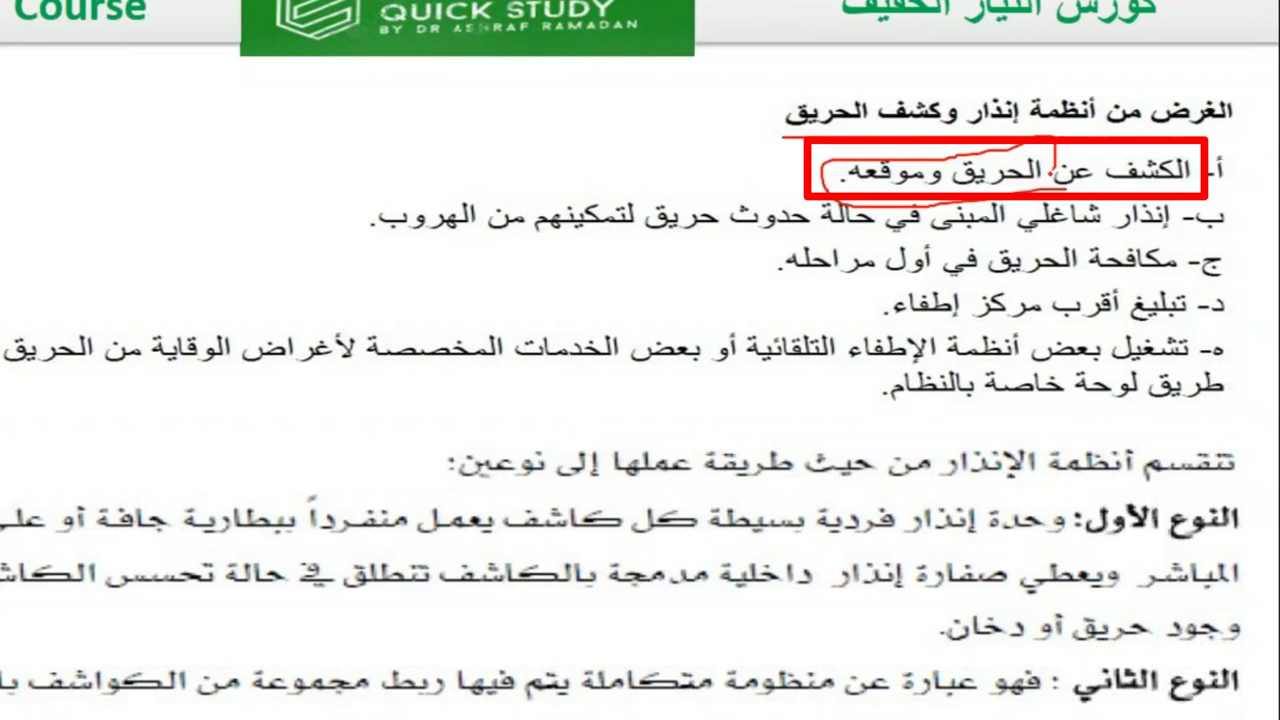 Course
QUICK STUDY
BY DR ASHRAF RAMADAN
كورس التيار الخفيف
الغرض من أنظمة إنذار وكشف الحريق
أ- الكشف عن الحريق وموقعه.
ب- إنذار شاغلي المبنى في حالة حدوث حريق لتمكينهم من الهروب.
ج- مكافحة الحريق في أول مراحله.
د- تبليغ أقرب مركز إطفاء.
ه- تشغيل بعض أنظمة الإطفاء التلقائية أو بعض الخدمات المخصصة لأغراض الوقاية من الحريق
طريق لوحة خاصة بالنظام.
تنقسم أنظمة الإنذار من حيث طريقة عملها إلى نوعين:
النوع الأول: وحدة إنذار فردية بسيطة كل كاشف يعمل منفرداً ببطارية جافة أو
المباشر ويعطي صفارة إنذار داخلية مدمجة بالكاشف تنطلق في حالة تحسس
وجود حريق أو دخان.
النوع الثاني : فهو عبارة عن منظومة متكاملة يتم فيها ربط مجموعة من الكواشف